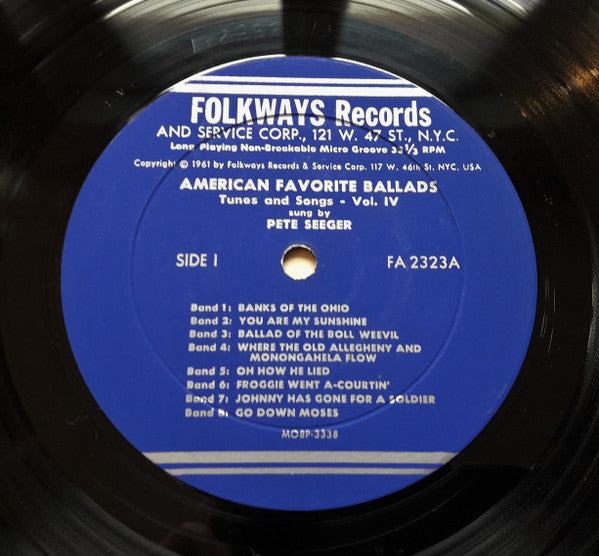 FOLKWAYS Records
AND SERVICE CORP., 121 W. 47 ST., N.Y.C.
Long Playing Non-Breakable Micro Groove 33⅓ RPM
Copyright © 1961 by Folkways Records & Service Corp. 117 W. 46th St. NYC. USA
AMERICAN FAVORITE BALLADS
Tunes and Songs - Vol. IV
sung by
PETE SEEGER
SIDE I
FA 2323A
Band 1: BANKS OF THE OHIO
Band 2: YOU ARE MY SUNSHINE
Band 3: BALLAD OF THE BOLL WEEVIL
Band 4: WHERE THE OLD ALLEGHENY AND
MONONGAHELA FLOW
Band 5: OH HOW HE LIED
Band 6: FROGGIE WENT A-COURTIN'
Band 7: JOHNNY HAS GONE FOR A SOLDIER
Band 8: GO DOWN MOSES
MO8P-3338